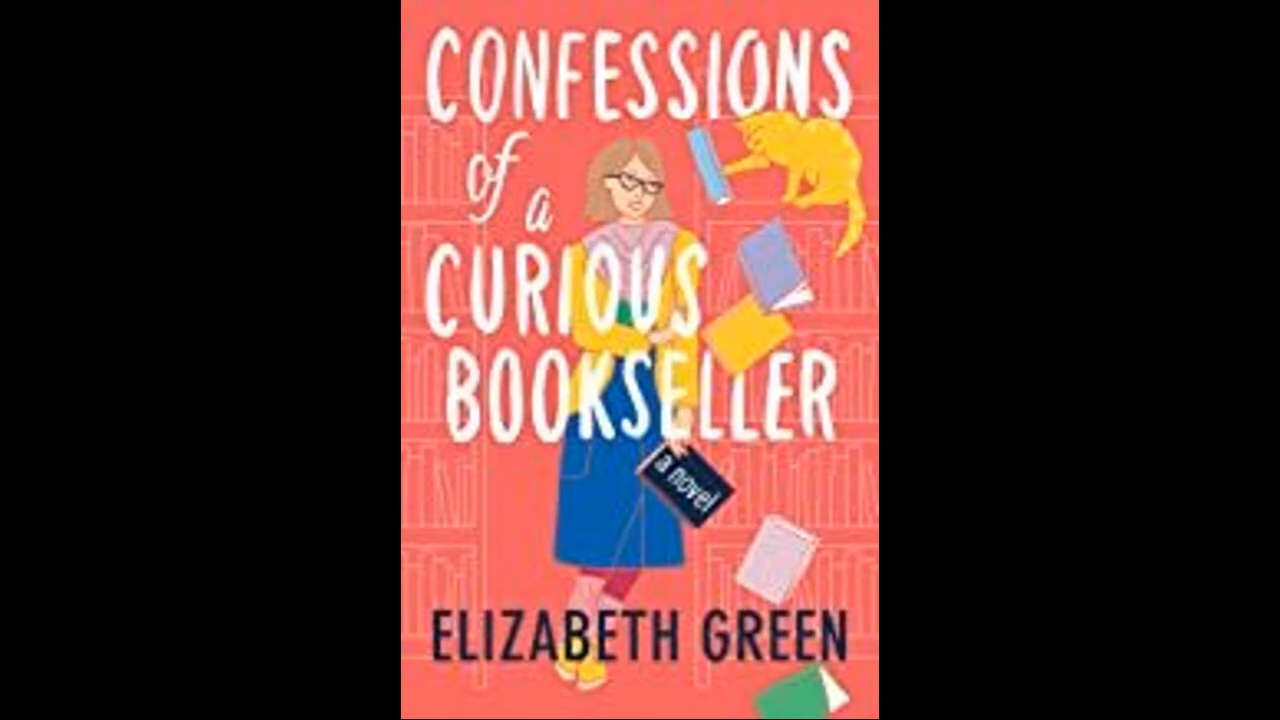 CONFESSIONS
of a
CURIOUS
BOOKSELLER
a novel
ELIZABETH GREEN